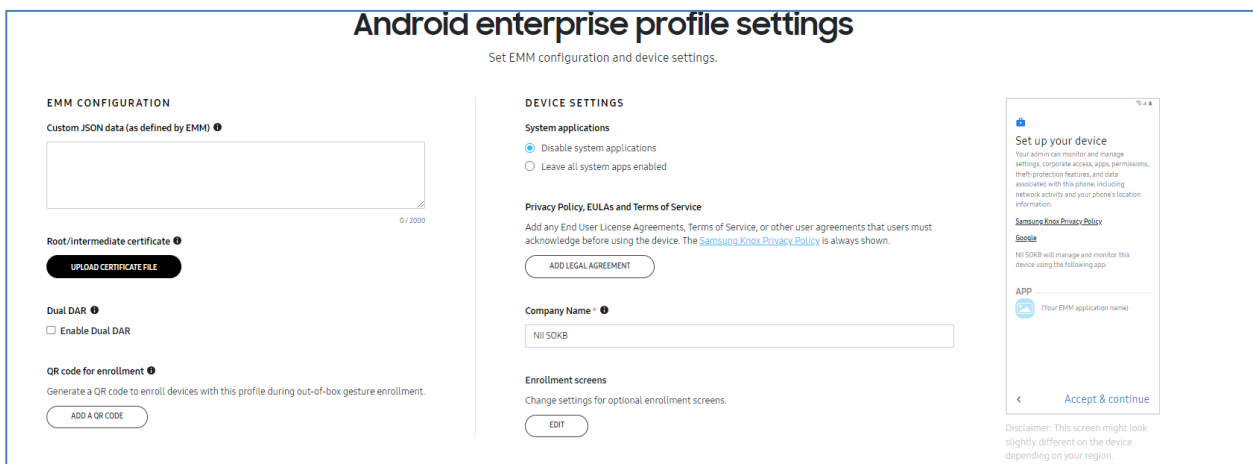 Android enterprise profile settings
Set EMM configuration and device settings.
EMM CONFIGURATION
Custom JSON data (as defined by EMM)
0 / 2000
Root/intermediate certificate
UPLOAD CERTIFICATE FILE
Dual DAR
Enable Dual DAR
QR code for enrollment
Generate a QR code to enroll devices with this profile during out-of-box gesture enrollment.
ADD A QR CODE
DEVICE SETTINGS
System applications
Disable system applications
Leave all system apps enabled
Privacy Policy, EULAs and Terms of Service
Add any End User License Agreements, Terms of Service, or other user agreements that users must
acknowledge before using the device. The Samsung Knox Privacy Policy is always shown.
ADD LEGAL AGREEMENT
Company Name *
NII SOKB
Enrollment screens
Change settings for optional enrollment screens.
EDIT
Set up your device
Your admin can monitor and manage
settings, corporate access, apps, permissions,
theft-protection features, and data
associated with this phone, including
network activity and your phone's location
information.
Samsung Knox Privacy Policy
Google
NII SOKB will manage and monitor this
device using the following app:
APP
(Your EMM application name)
< Accept & continue
Disclaimer: This screen might look
slightly different on the device
depending on your region.